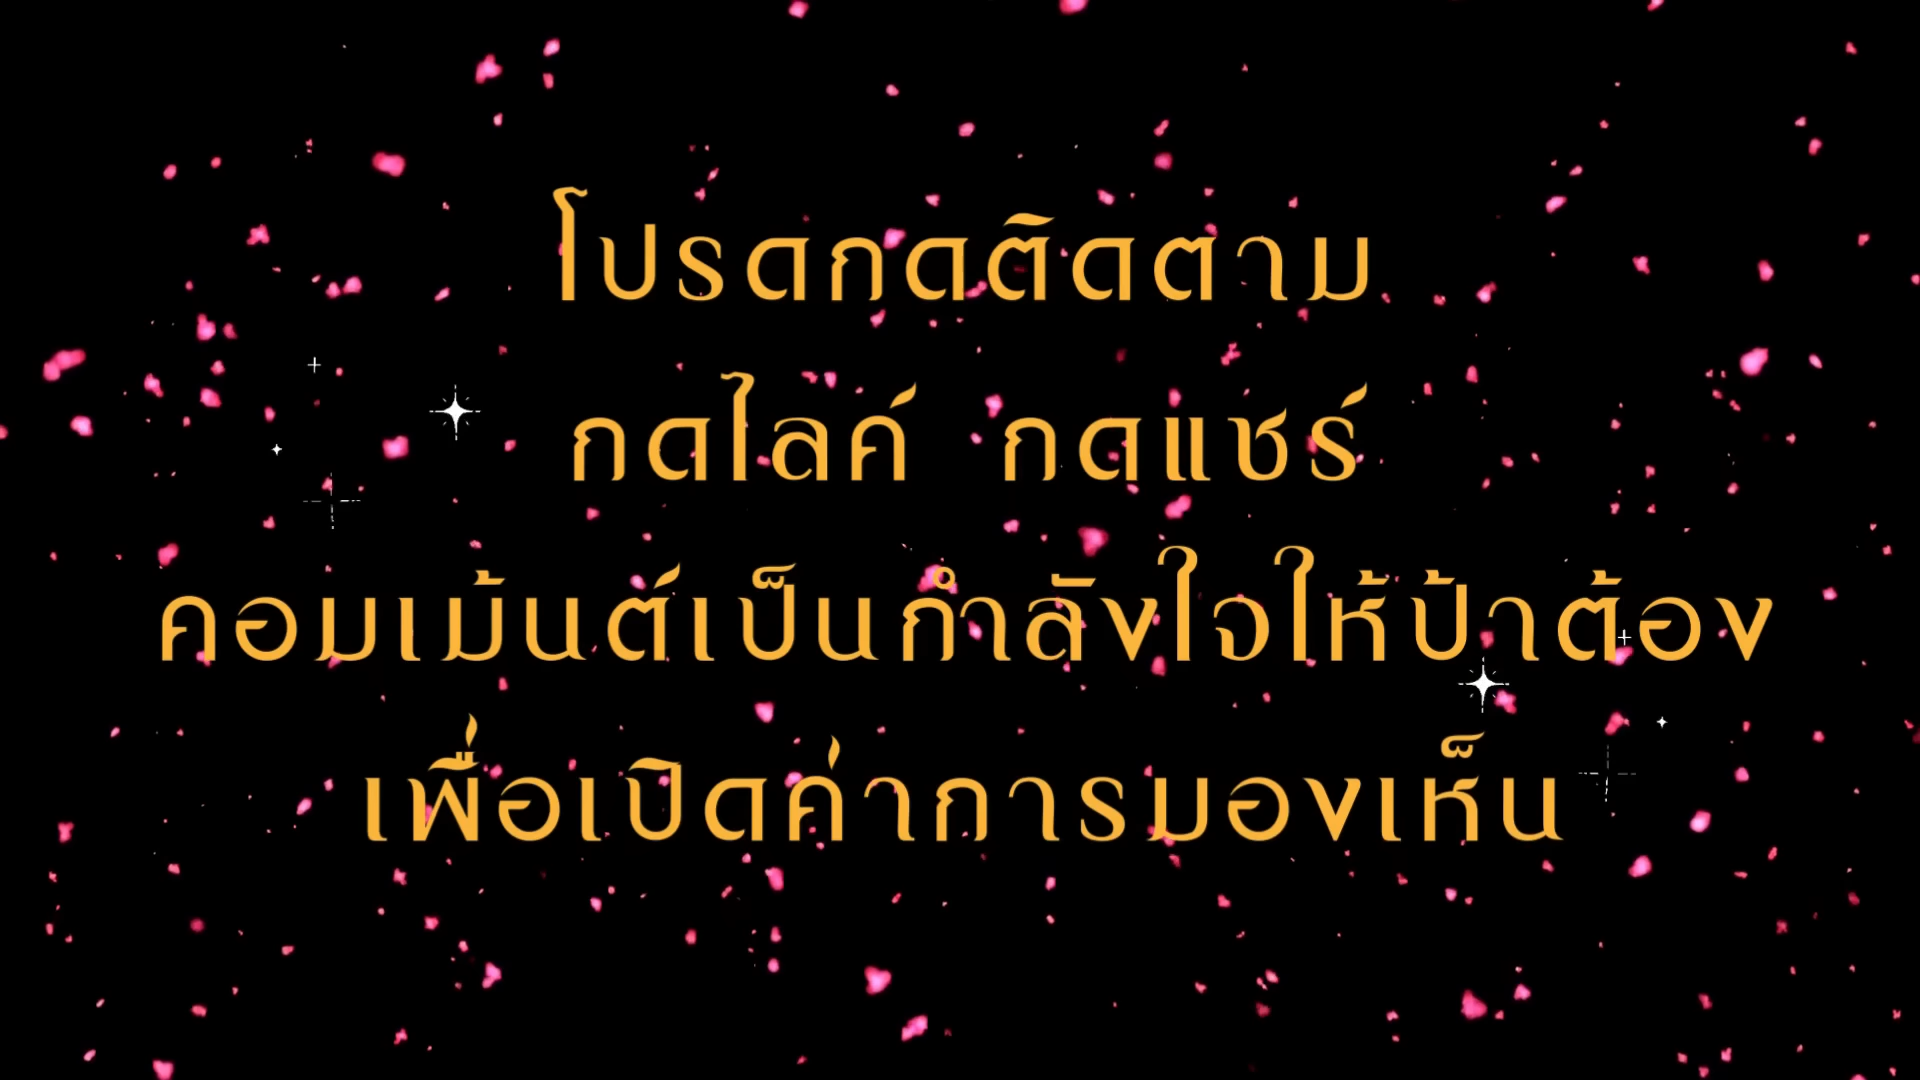 โปรดกดติดตาม
กดไลค์ กดแชร์
คอมเม้นต์เป็นกำลังใจให้ป้าต้อง
เพื่อเปิดค่าการมองเห็น